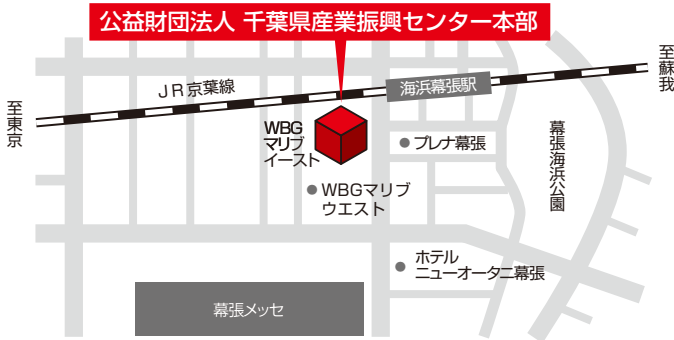 公益財団法人 千葉県産業振興センター本部
至蘇我
JR京葉線
海浜幕張駅
至東京
WBG
マリブ
イースト
プレナ幕張
幕張海浜公園
WBGマリブ
ウエスト
ホテル
ニューオータニ幕張
幕張メッセ